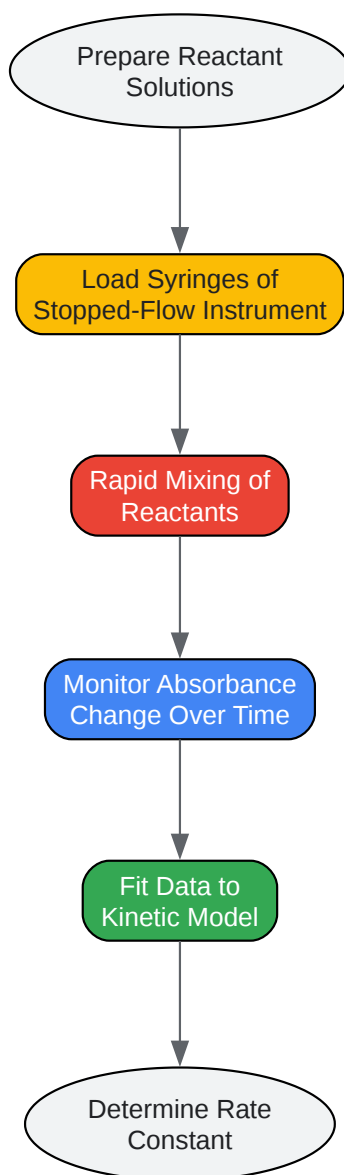 Prepare Reactant
Solutions
Load Syringes of
Stopped-Flow Instrument
Rapid Mixing of
Reactants
Monitor Absorbance
Change Over Time
Fit Data to
Kinetic Model
Determine Rate
Constant